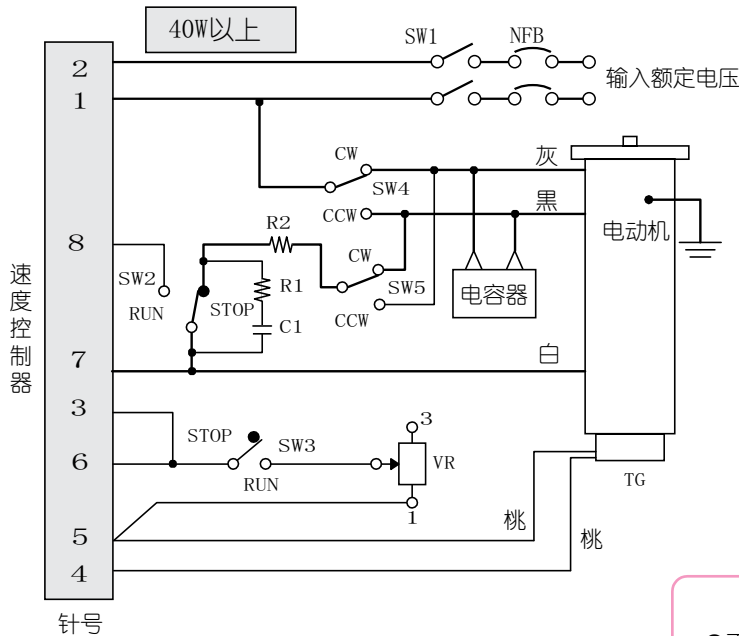 40W以上
SW1
NFB
2
1
输入额定电压
CW
灰
SW4
CCW
黑
电动机
R2
8
CW
SW5
SW2
RUN
STOP
R1
C1
CCW
电容器
速度控制器
7
白
3
STOP
SW3
3
6
RUN
VR
TG
1
5
桃
桃
4
针号